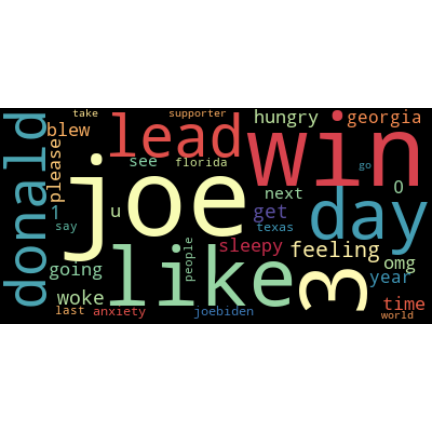 take
supporter
hungry
georgia
donald
blew
lead
win
please
see
florida
go
joe
next
0
1
u
get
day
say
texas
like
people
sleepy
feeling
omg
going
3
year
woke
time
last
anxiety
joebiden
world